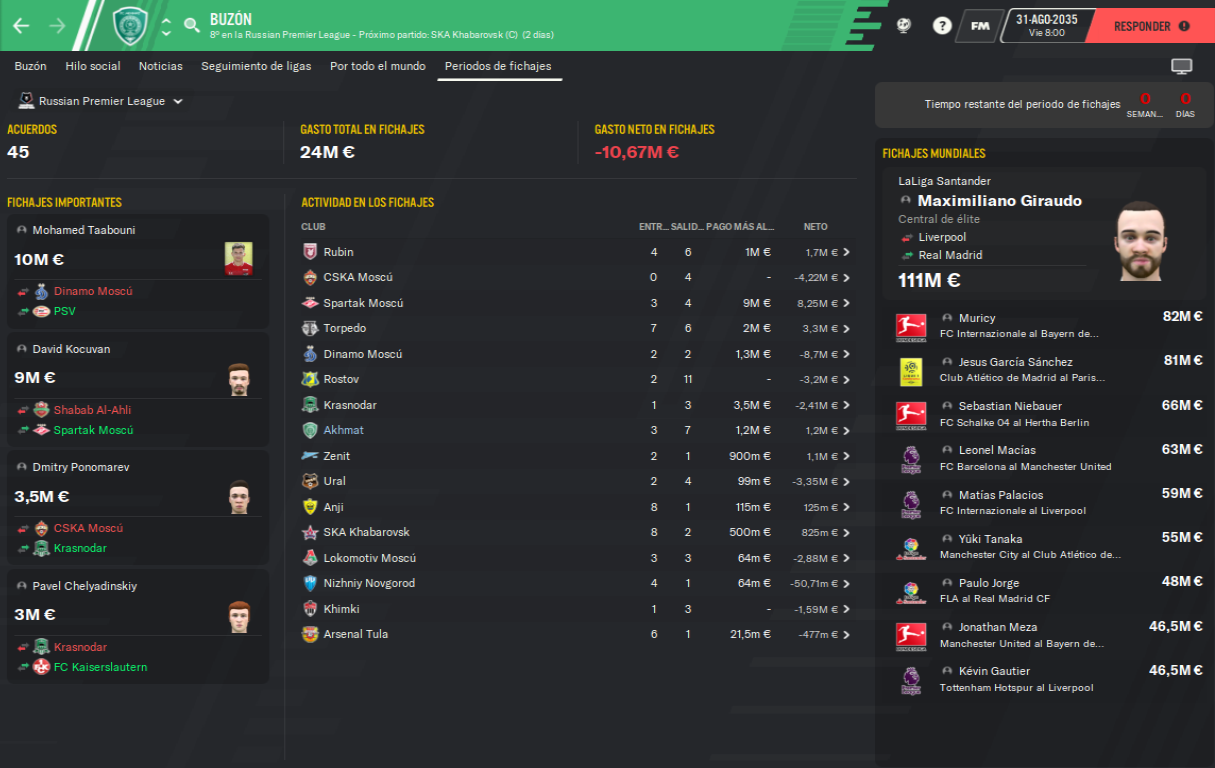 BUZÓN
8º en la Russian Premier League - Próximo partido: SKA Khabarovsk (C) (2 días)
?
FM
31-AGO-2035
Vie 8:00
RESPONDER
Buzón Hilo social Noticias Seguimiento de ligas Por todo el mundo Periodos de fichajes
Russian Premier League
Tiempo restante del periodo de fichajes
0 SEMAN...
0 DÍAS
ACUERDOS
45
GASTO TOTAL EN FICHAJES
24M €
GASTO NETO EN FICHAJES
-10,67M €
FICHAJES IMPORTANTES
Mohamed Taabouni
10M €
Dinamo Moscú
PSV
David Kocuvan
9M €
Shabab Al-Ahli
Spartak Moscú
Dmitry Ponomarev
3,5M €
CSKA Moscú
Krasnodar
Pavel Chelyadinskiy
3M €
Krasnodar
FC Kaiserslautern
ACTIVIDAD EN LOS FICHAJES
CLUB ENTR... SALID... PAGO MÁS AL... NETO
Rubin 4 6 1M € 1,7M €
CSKA Moscú 0 4 - -4,22M €
Spartak Moscú 3 4 9M € 8,25M €
Torpedo 7 6 2M € 3,3M €
Dinamo Moscú 2 2 1,3M € -8,7M €
Rostov 2 11 - -3,2M €
Krasnodar 1 3 3,5M € -2,41M €
Akhmat 3 7 1,2M € 1,2M €
Zenit 2 1 900m € 1,1M €
Ural 2 4 99m € -3,35M €
Anji 8 1 115m € 125m €
SKA Khabarovsk 8 2 500m € 825m €
Lokomotiv Moscú 3 3 64m € -2,88M €
Nizhniy Novgorod 4 1 64m € -50,71m €
Khimki 1 3 - -1,59M €
Arsenal Tula 6 1 21,5m € -477m €
FICHAJES MUNDIALES
LaLiga Santander
Maximiliano Giraudo
Central de élite
Liverpool
Real Madrid
111M €
Muricy 82M €
FC Internazionale al Bayern de...
Jesus García Sánchez 81M €
Club Atlético de Madrid al Paris...
Sebastian Niebauer 66M €
FC Schalke 04 al Hertha Berlin
Leonel Macías 63M €
FC Barcelona al Manchester United
Matías Palacios 59M €
FC Internazionale al Liverpool
Yûki Tanaka 55M €
Manchester City al Club Atlético de...
Paulo Jorge 48M €
FLA al Real Madrid CF
Jonathan Meza 46,5M €
Manchester United al Bayern de...
Kévin Gautier 46,5M €
Tottenham Hotspur al Liverpool